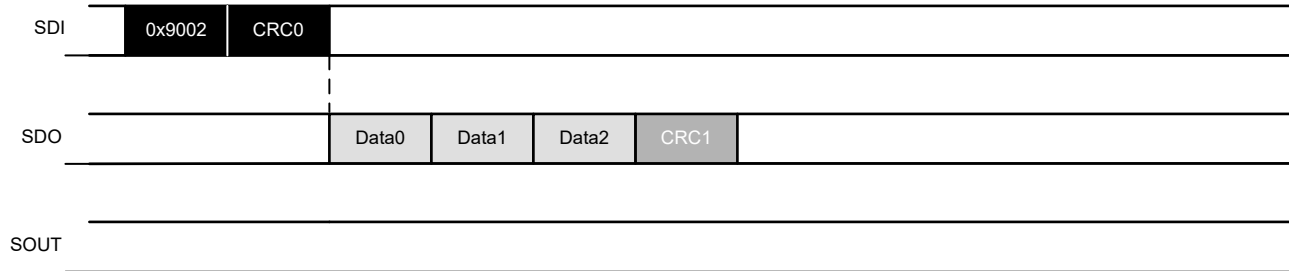 SDI 0x9002 CRC0
SDO Data0 Data1 Data2 CRC1
SOUT